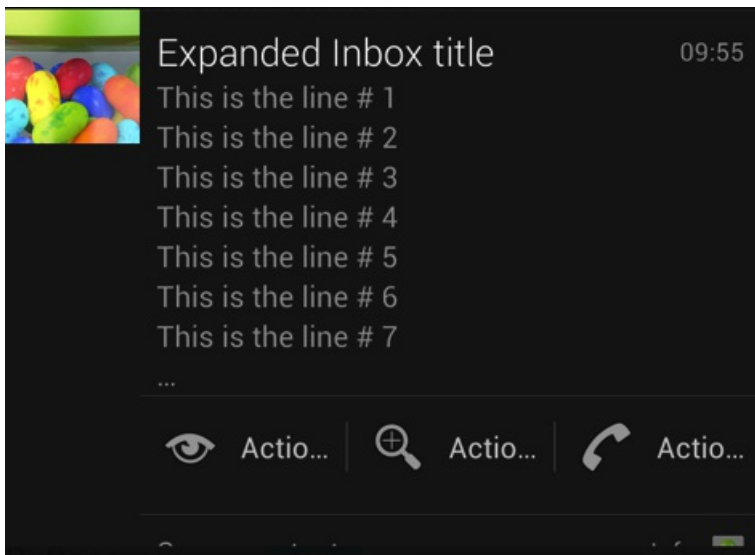 Expanded Inbox title 09:55
This is the line # 1
This is the line # 2
This is the line # 3
This is the line # 4
This is the line # 5
This is the line # 6
This is the line # 7
...
Actio... Actio... Actio...